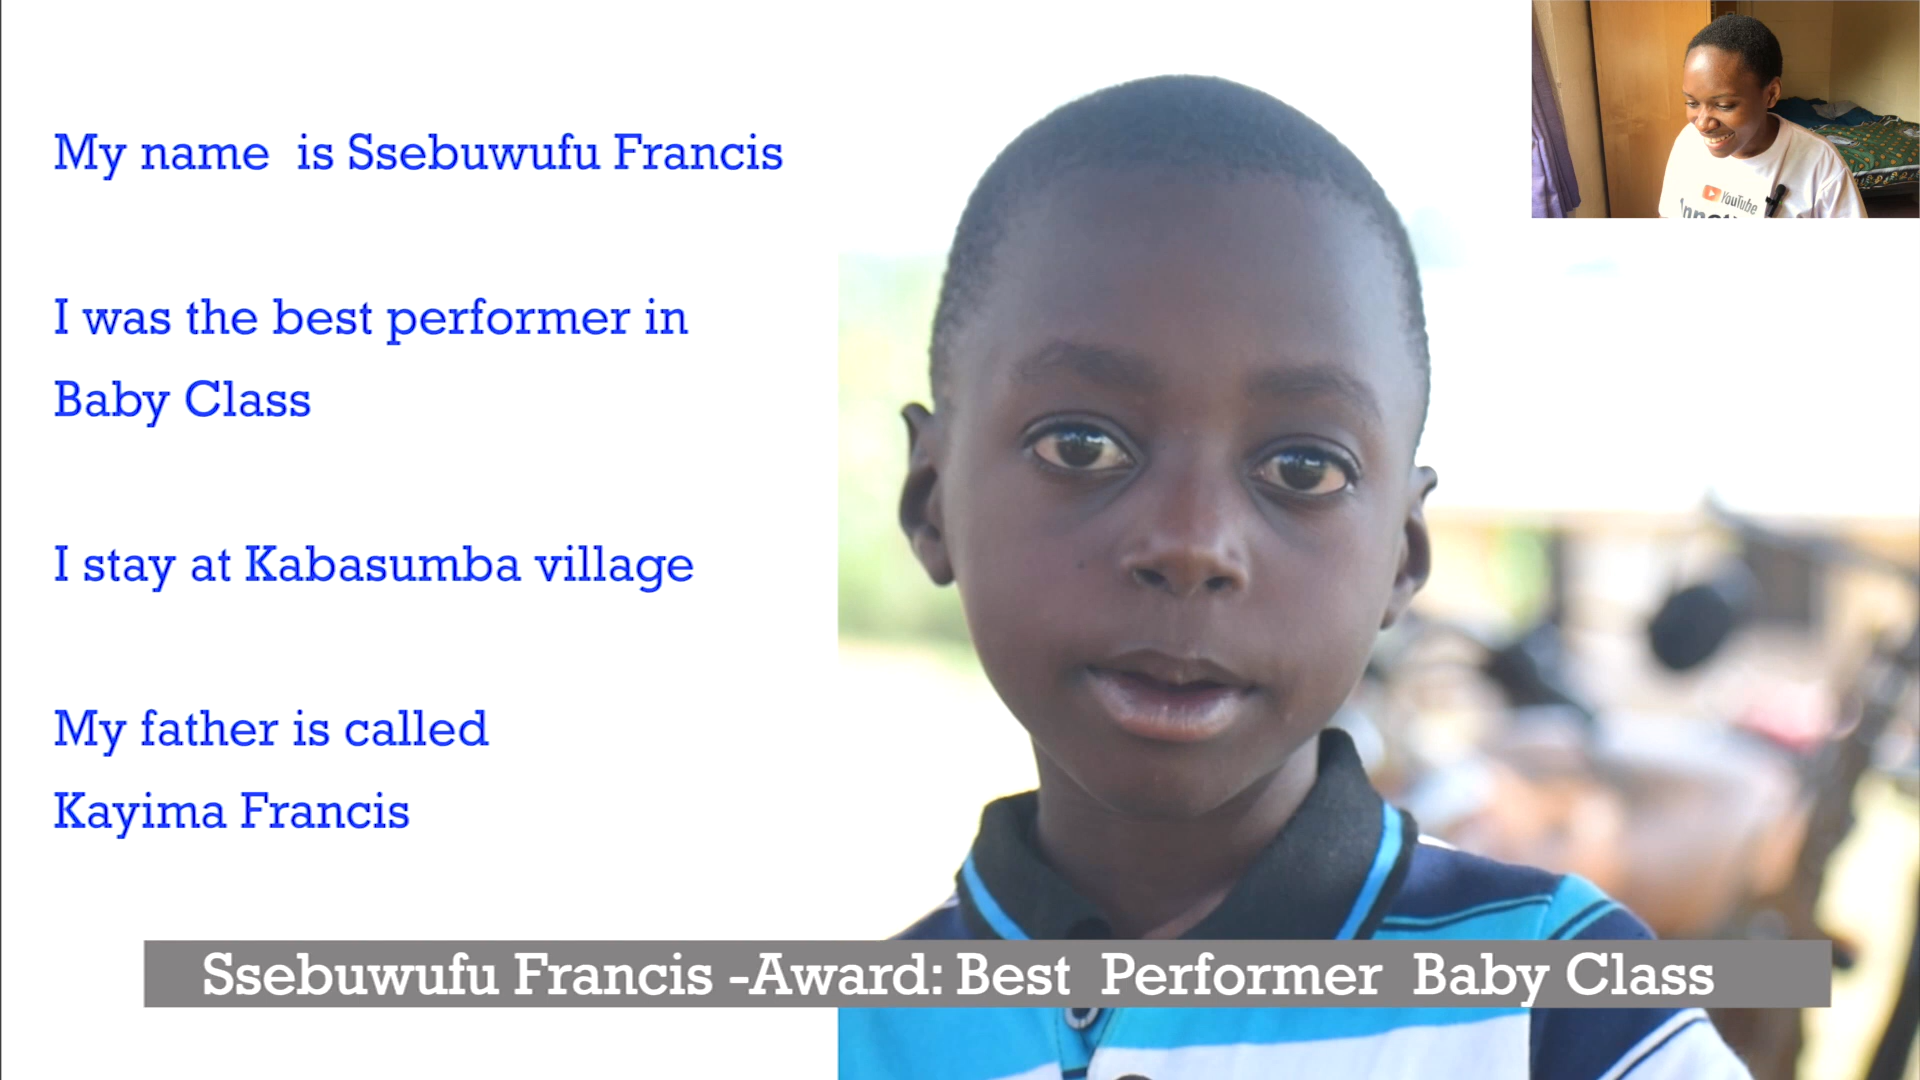 My name is Ssebuwufu Francis
I was the best performer in
Baby Class
I stay at Kabasumba village
My father is called
Kayima Francis
Ssebuwufu Francis -Award: Best Performer Baby Class
YouTube